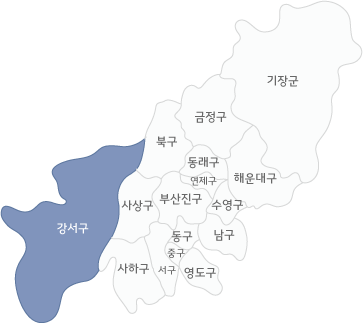 기장군
금정구
북구
동래구
연제구
해운대구
부산진구
사상구
수영구
강서구
동구
남구
중구
사하구
서구
영도구